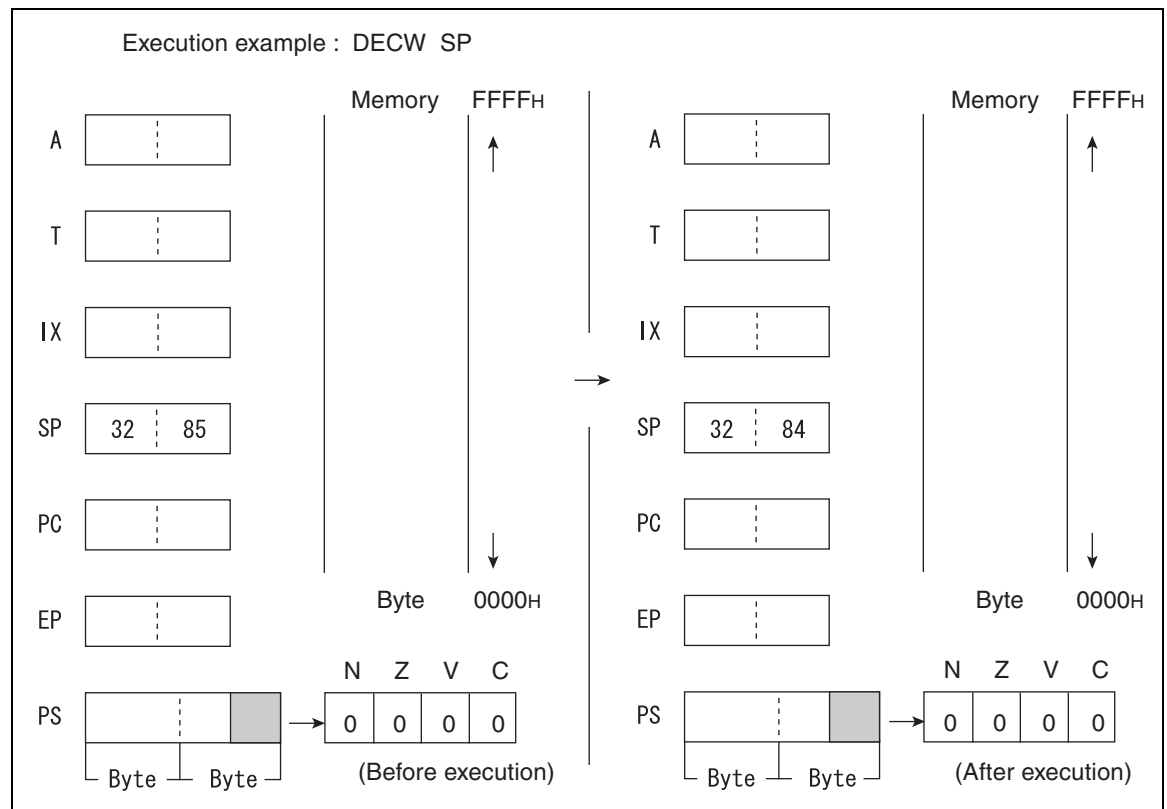 Execution example : DECW SP
Memory FFFFH Memory FFFFH
A A
T T
IX IX
SP 32 85 SP 32 84
PC PC
Byte 0000H Byte 0000H
EP EP
N Z V C N Z V C
PS 0 0 0 0 PS 0 0 0 0
Byte Byte (Before execution) Byte Byte (After execution)